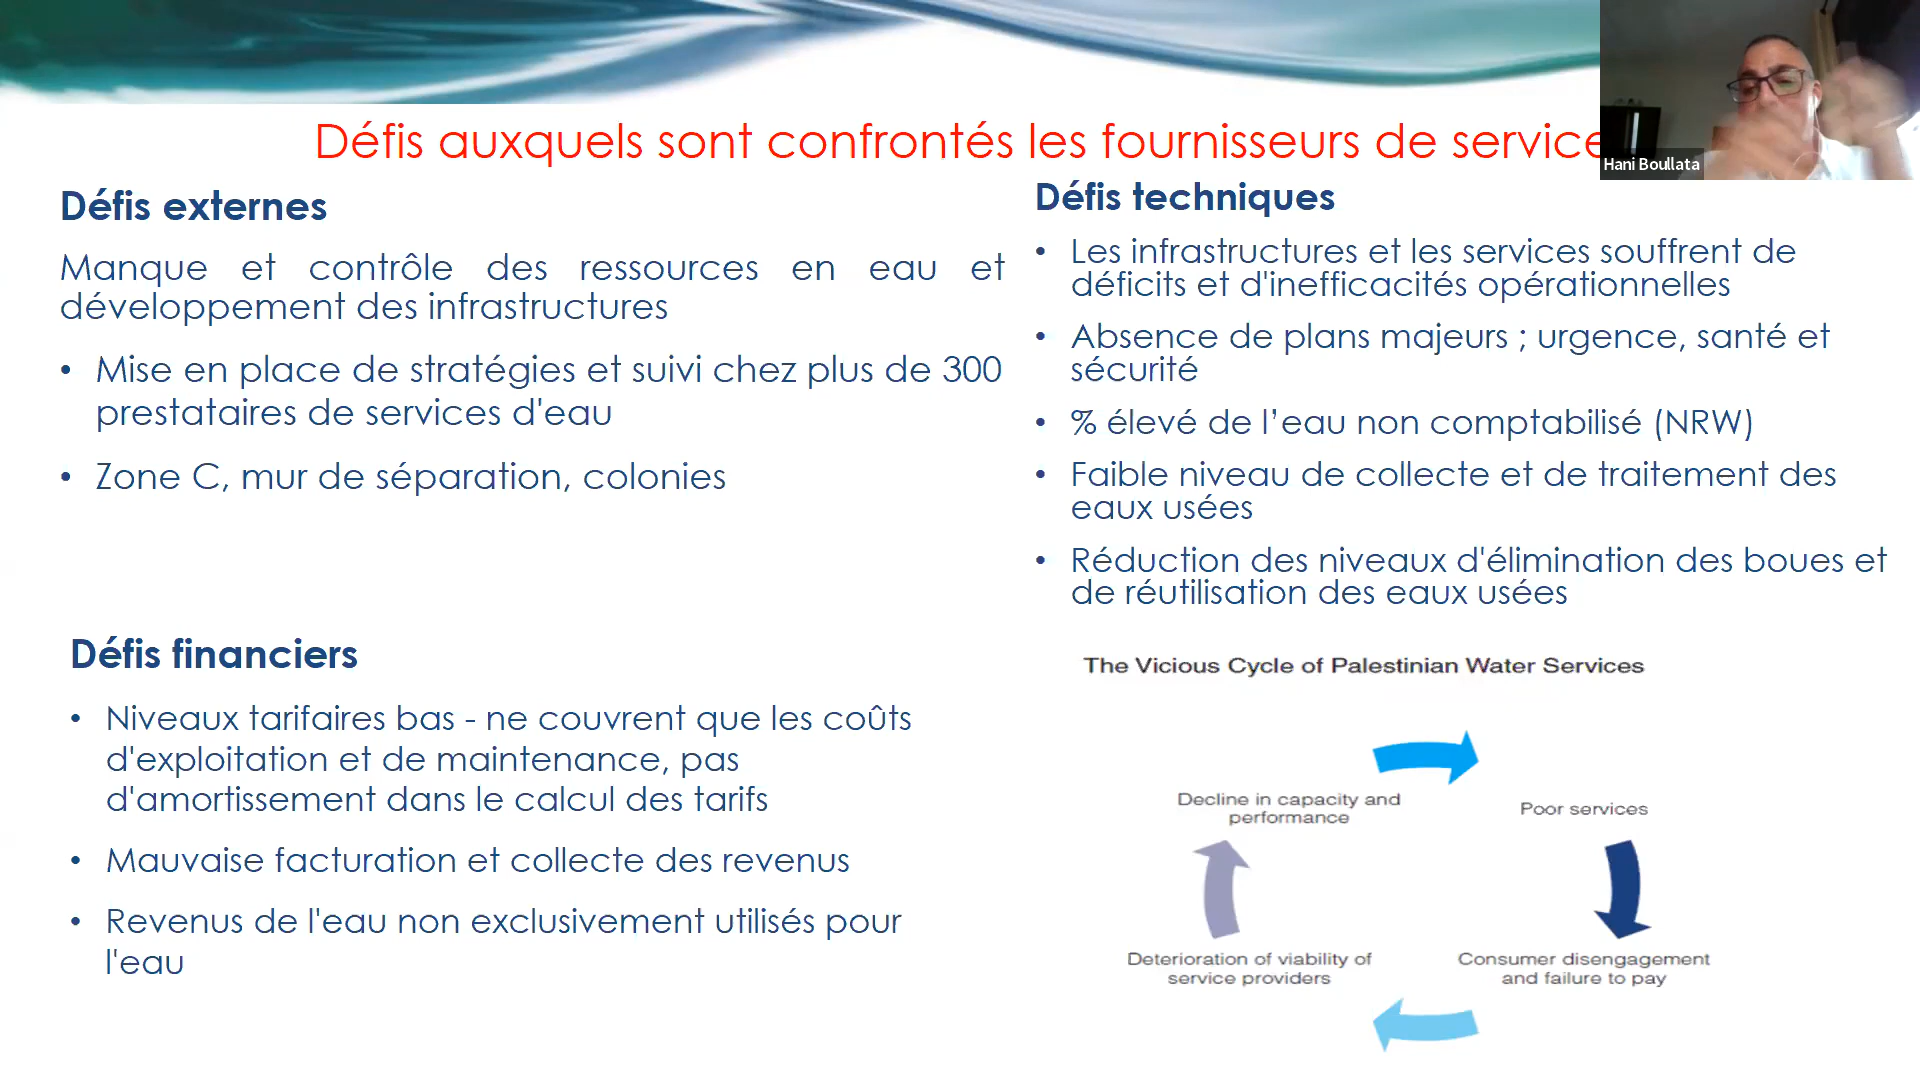 Défis auxquels sont confrontés les fournisseurs de service
Hani Boullata
Défis externes
Manque et contrôle des ressources en eau et
développement des infrastructures
• Mise en place de stratégies et suivi chez plus de 300
prestataires de services d'eau
• Zone C, mur de séparation, colonies
Défis financiers
• Niveaux tarifaires bas - ne couvrent que les coûts
d'exploitation et de maintenance, pas
d'amortissement dans le calcul des tarifs
• Mauvaise facturation et collecte des revenus
• Revenus de l'eau non exclusivement utilisés pour
l'eau
Défis techniques
• Les infrastructures et les services souffrent de
déficits et d'inefficacités opérationnelles
• Absence de plans majeurs ; urgence, santé et
sécurité
• % élevé de l’eau non comptabilisé (NRW)
• Faible niveau de collecte et de traitement des
eaux usées
• Réduction des niveaux d'élimination des boues et
de réutilisation des eaux usées
The Vicious Cycle of Palestinian Water Services
Decline in capacity and
performance
Poor services
Consumer disengagement
and failure to pay
Deterioration of viability of
service providers